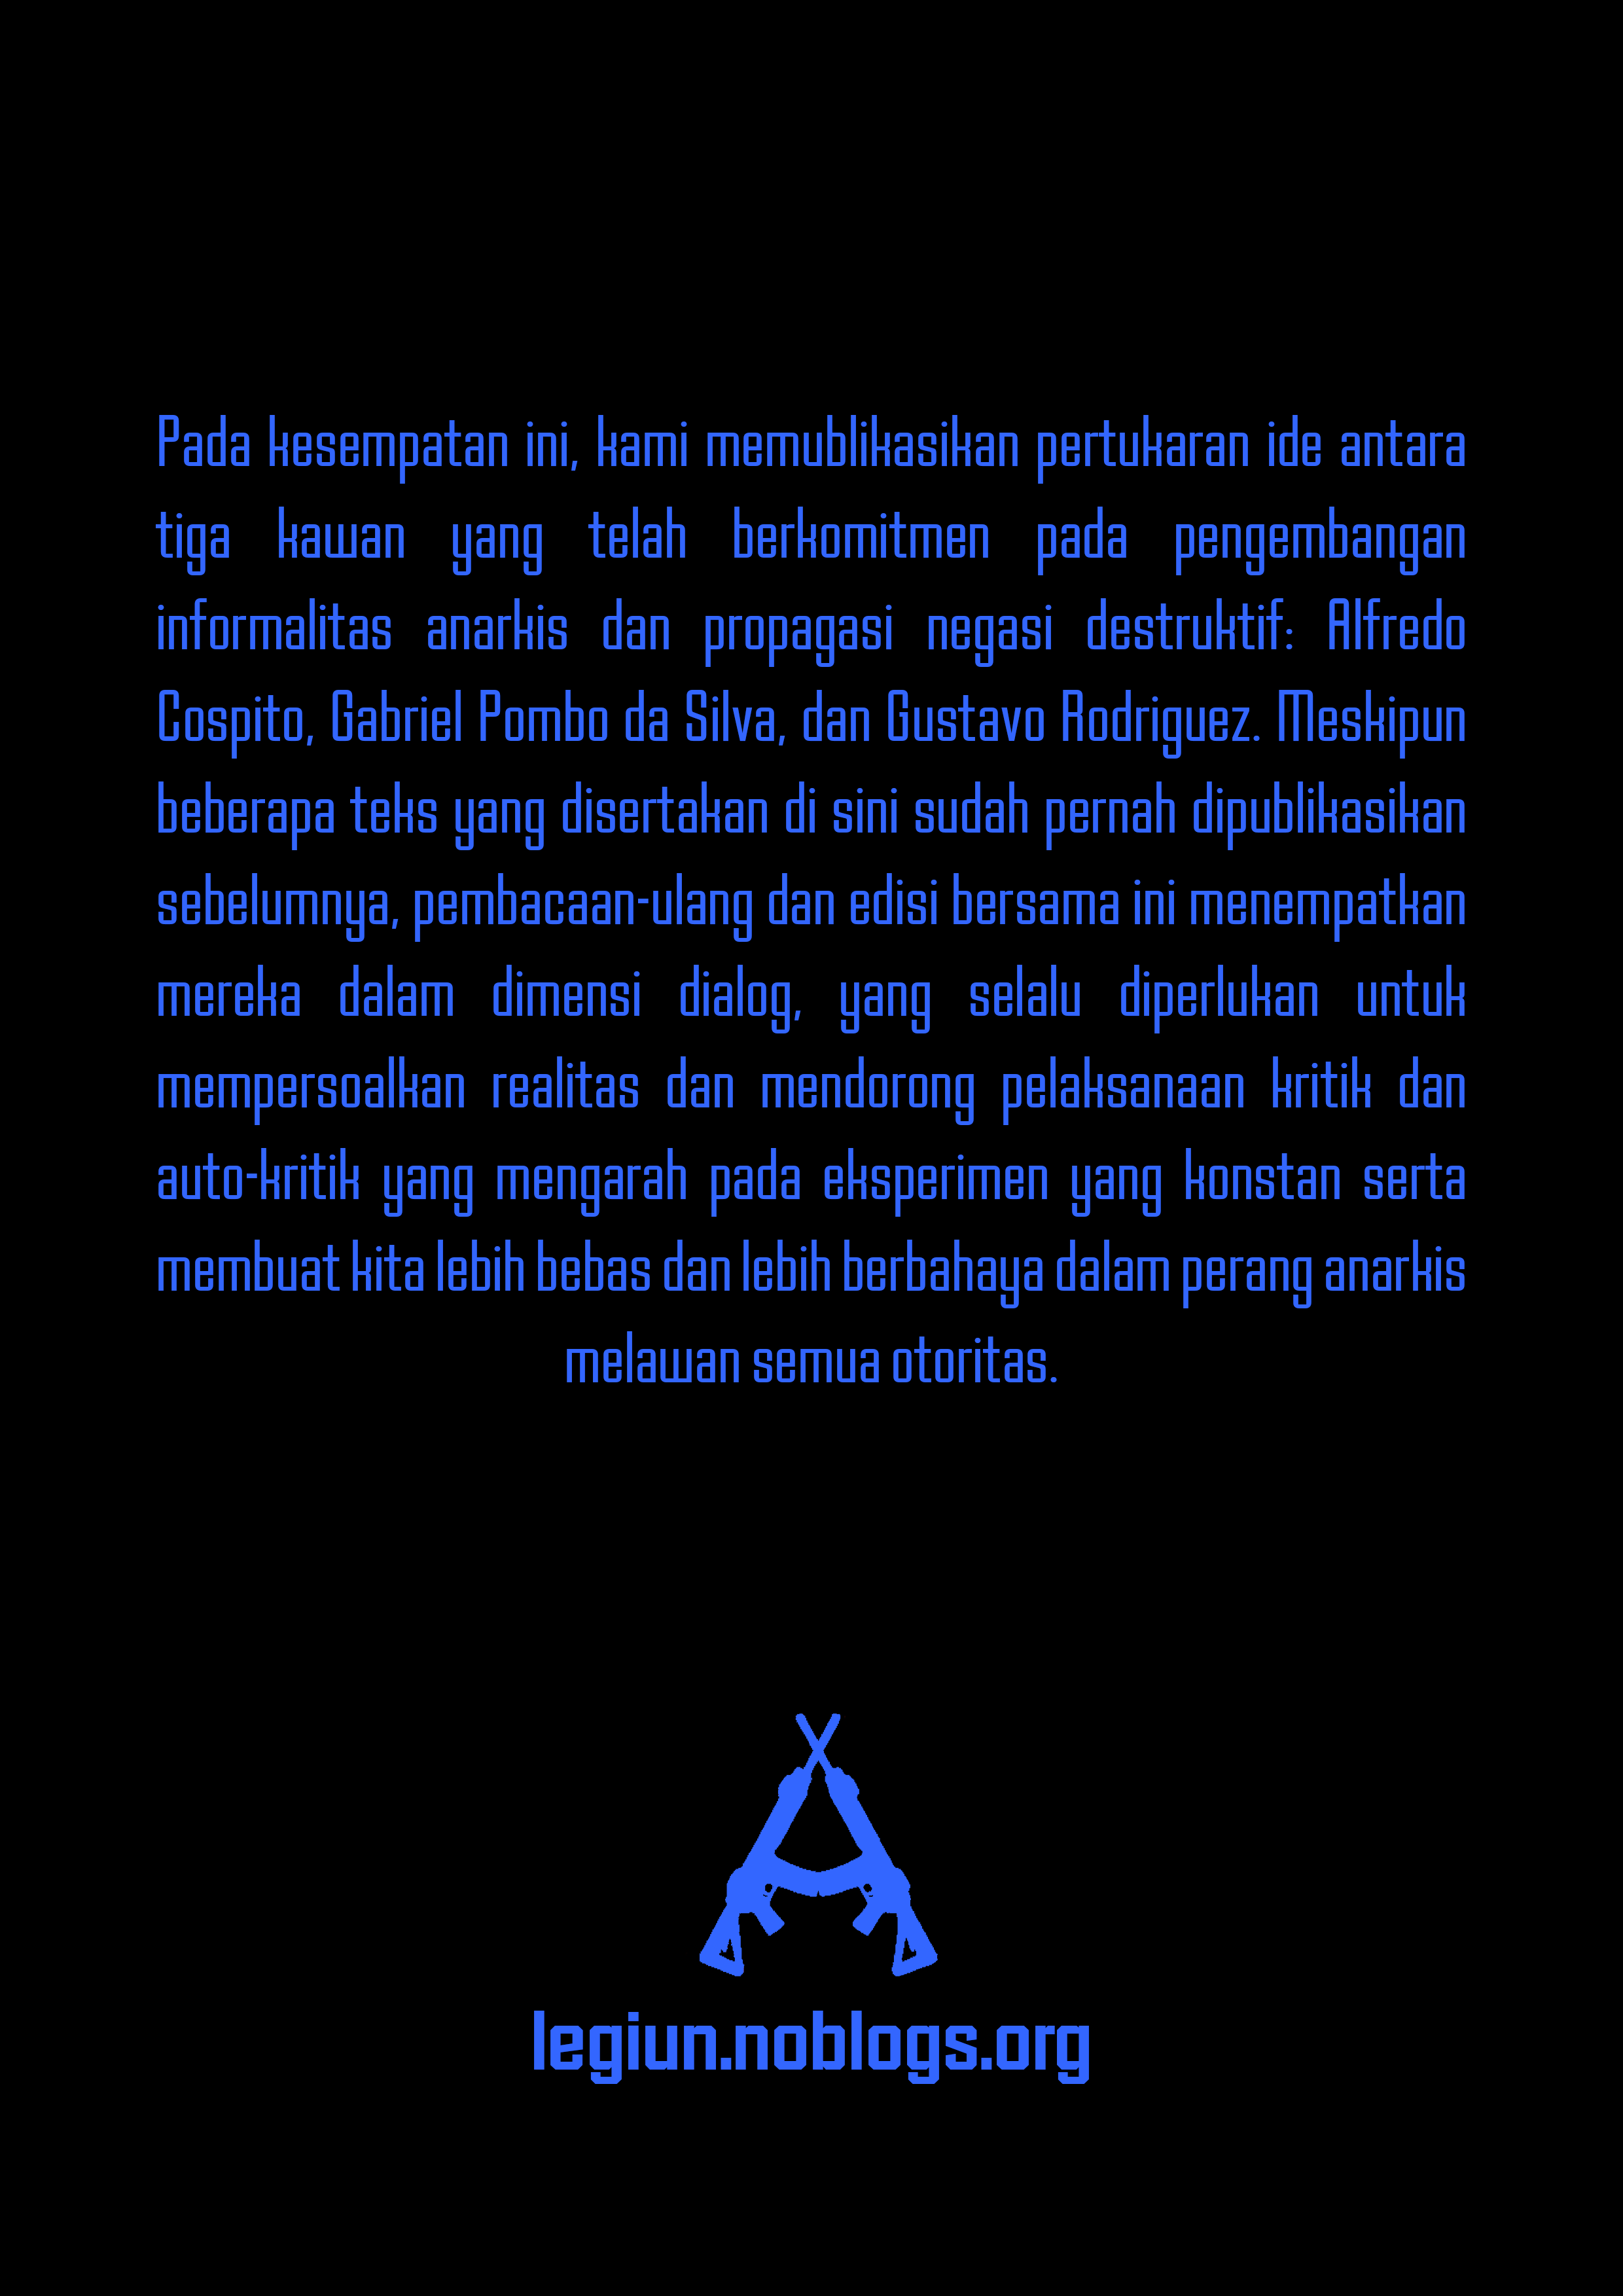 Pada kesempatan ini, kami memublikasikan pertukaran ide antara
tiga kawan yang telah berkomitmen pada pengembangan
informalitas anarkis dan propagasi negasi destruktif: Alfredo
Cospito, Gabriel Pombo da Silva, dan Gustavo Rodriguez. Meskipun
beberapa teks yang disertakan di sini sudah pernah dipublikasikan
sebelumnya, pembacaan-ulang dan edisi bersama ini menempatkan
mereka dalam dimensi dialog, yang selalu diperlukan untuk
mempersoalkan realitas dan mendorong pelaksanaan kritik dan
auto-kritik yang mengarah pada eksperimen yang konstan serta
membuat kita lebih bebas dan lebih berbahaya dalam perang anarkis
melawan semua otoritas.
legiun.noblogs.org